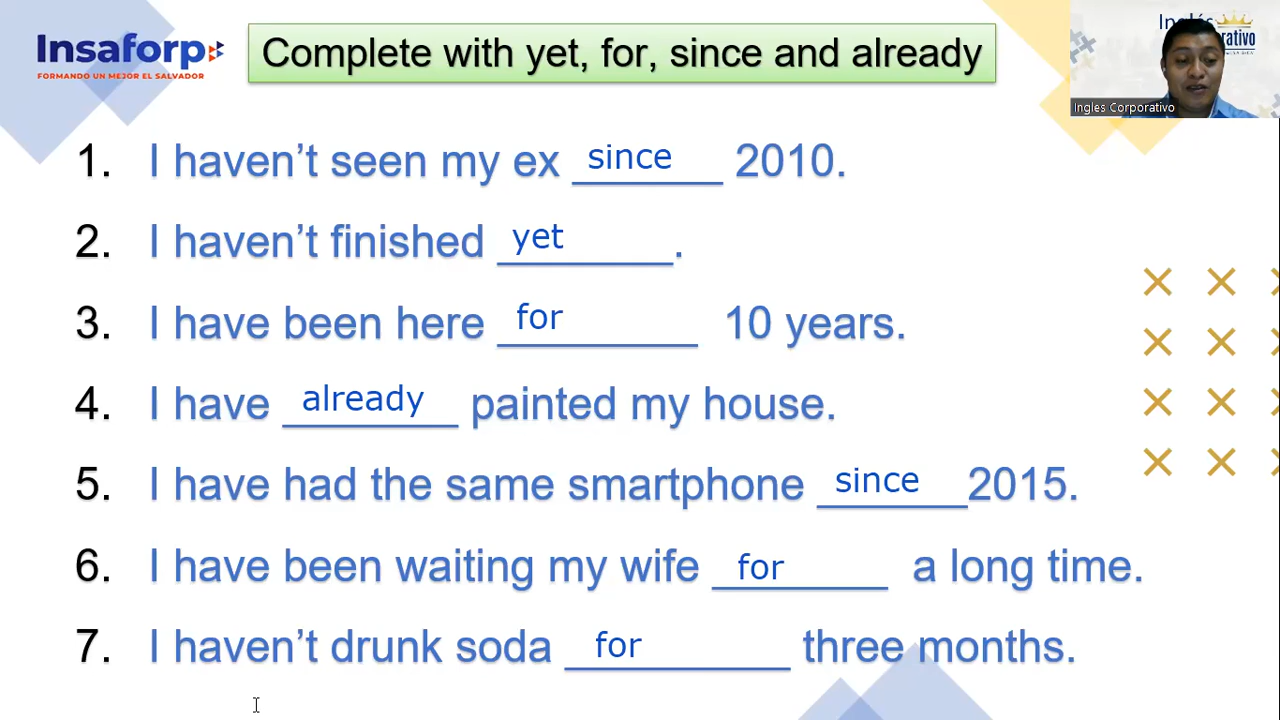 Insaforp
FORMANDO UN MEJOR EL SALVADOR
Complete with yet, for, since and already
Inglés
Ingles Corporativo
1. I haven’t seen my ex since 2010.
2. I haven’t finished yet.
3. I have been here for 10 years.
4. I have already painted my house.
5. I have had the same smartphone since 2015.
6. I have been waiting my wife for a long time.
7. I haven’t drunk soda for three months.